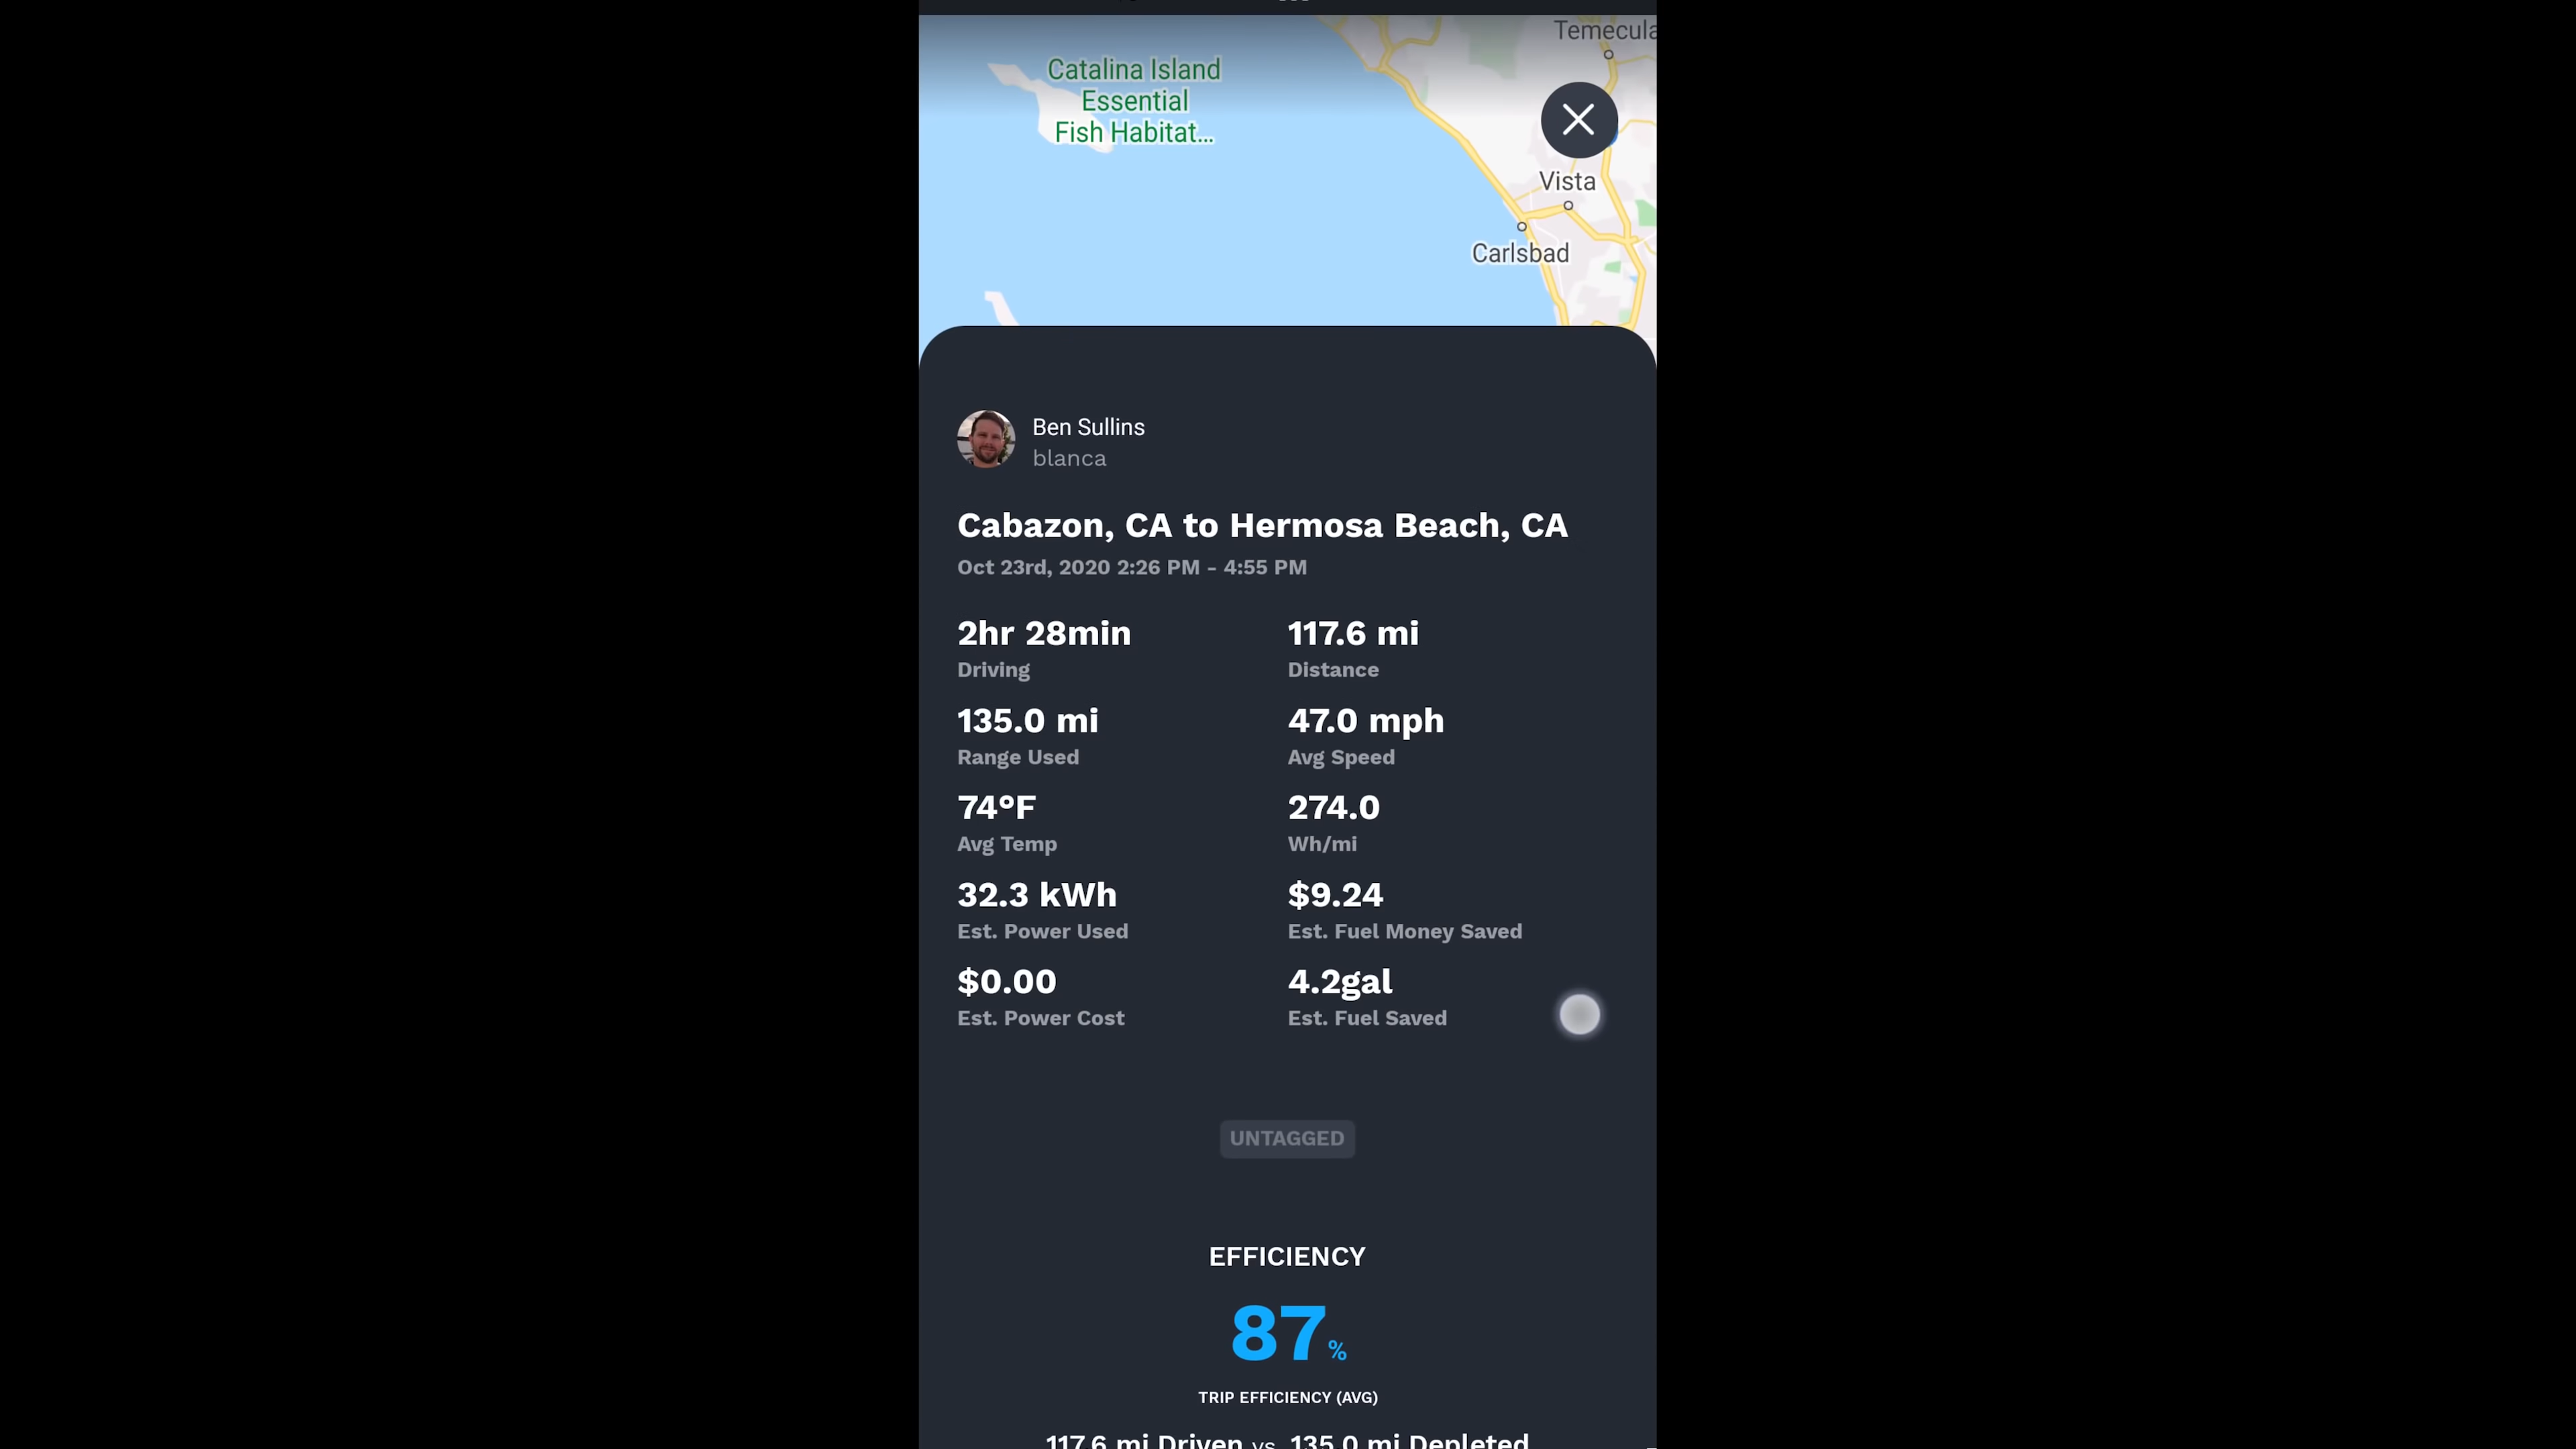 Temecula
Catalina Island
Essential
Fish Habitat...
Vista
Carlsbad
Ben Sullins
blanca
Cabazon, CA to Hermosa Beach, CA
Oct 23rd, 2020 2:26 PM - 4:55 PM
2hr 28min
Driving
117.6 mi
Distance
135.0 mi
Range Used
47.0 mph
Avg Speed
74°F
Avg Temp
274.0
Wh/mi
32.3 kWh
Est. Power Used
$9.24
Est. Fuel Money Saved
$0.00
Est. Power Cost
4.2gal
Est. Fuel Saved
UNTAGGED
EFFICIENCY
87%
TRIP EFFICIENCY (AVG)
117.6 mi Driven vs. 135.0 mi Depleted